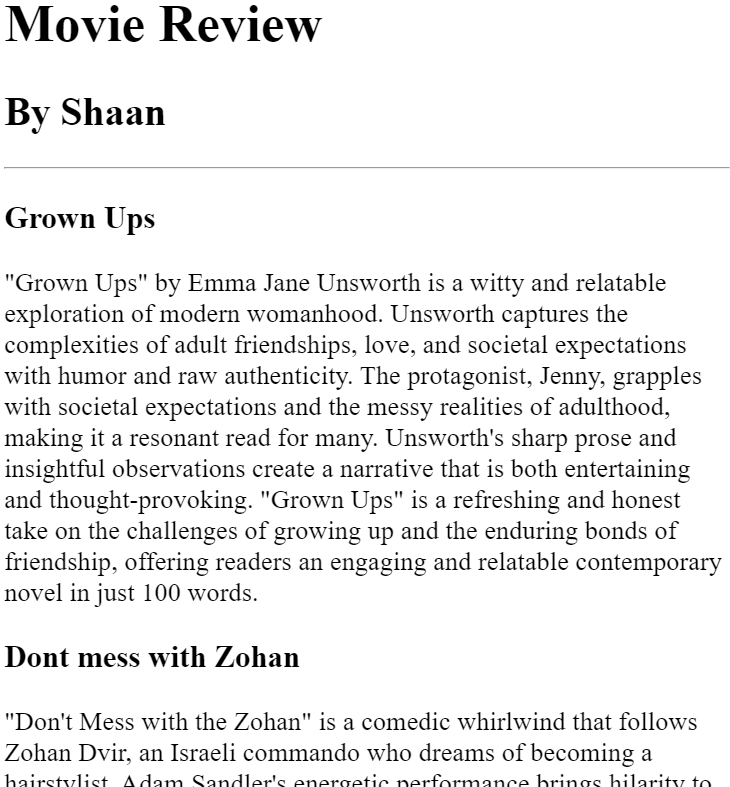 Movie Review
By Shaan
Grown Ups
"Grown Ups" by Emma Jane Unsworth is a witty and relatable
exploration of modern womanhood. Unsworth captures the
complexities of adult friendships, love, and societal expectations
with humor and raw authenticity. The protagonist, Jenny, grapples
with societal expectations and the messy realities of adulthood,
making it a resonant read for many. Unsworth's sharp prose and
insightful observations create a narrative that is both entertaining
and thought-provoking. "Grown Ups" is a refreshing and honest
take on the challenges of growing up and the enduring bonds of
friendship, offering readers an engaging and relatable contemporary
novel in just 100 words.
Dont mess with Zohan
"Don't Mess with the Zohan" is a comedic whirlwind that follows
Zohan Dvir, an Israeli commando who dreams of becoming a
hairstylist. Adam Sandler's energetic performance brings hilarity to